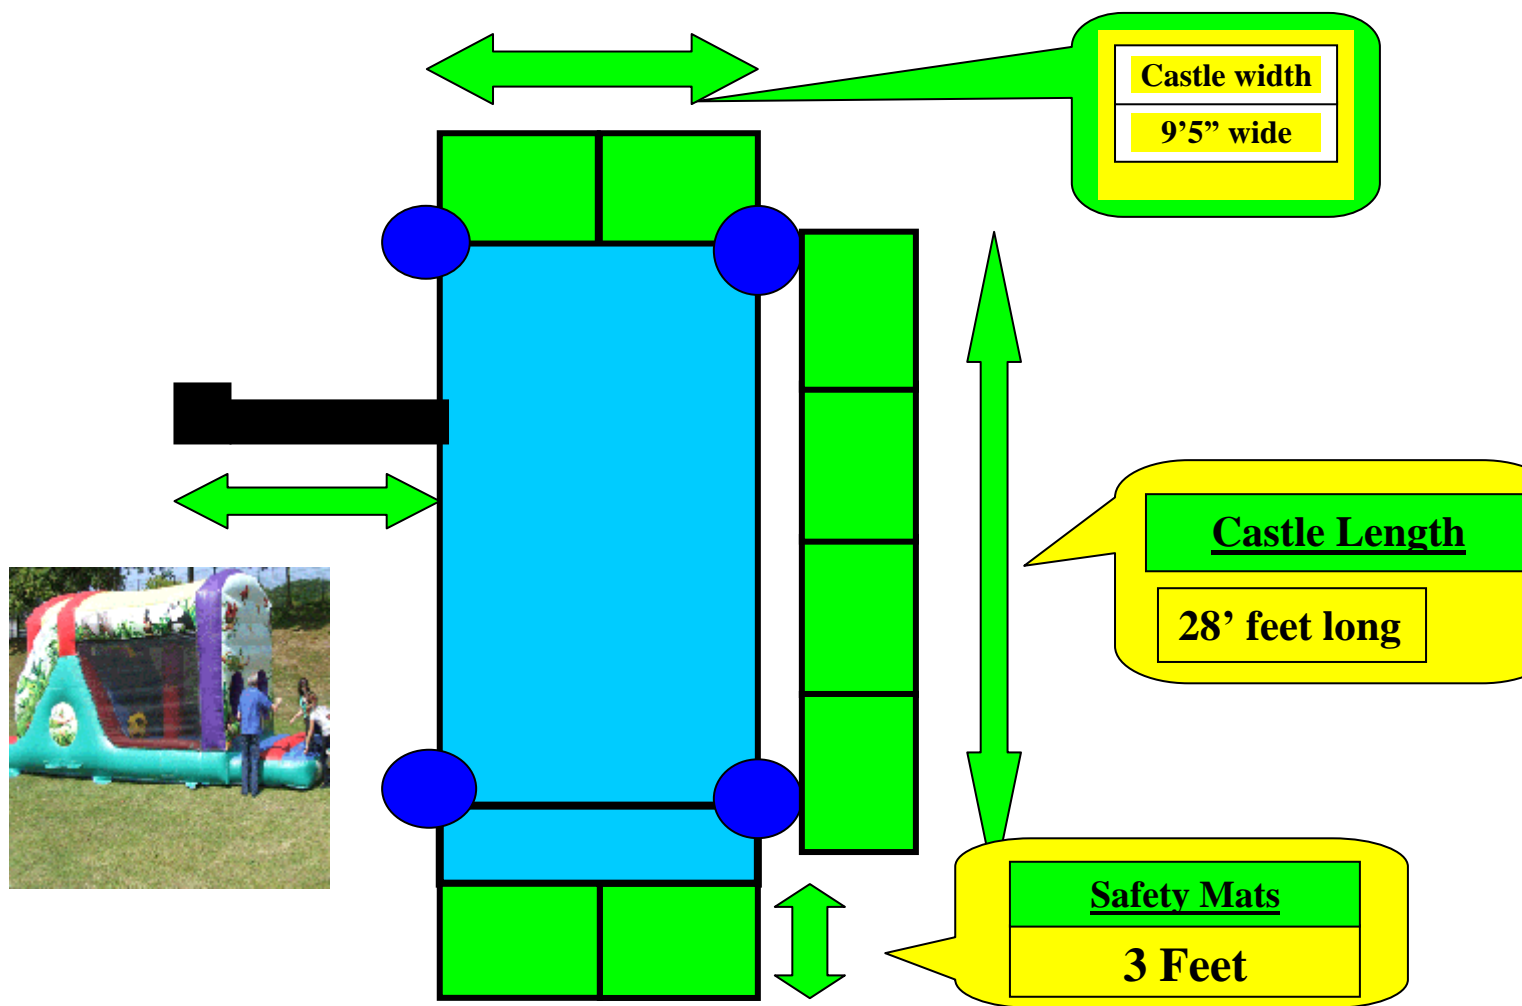 Castle width
9’5” wide
Castle Length
28’ feet long
Safety Mats
3 Feet